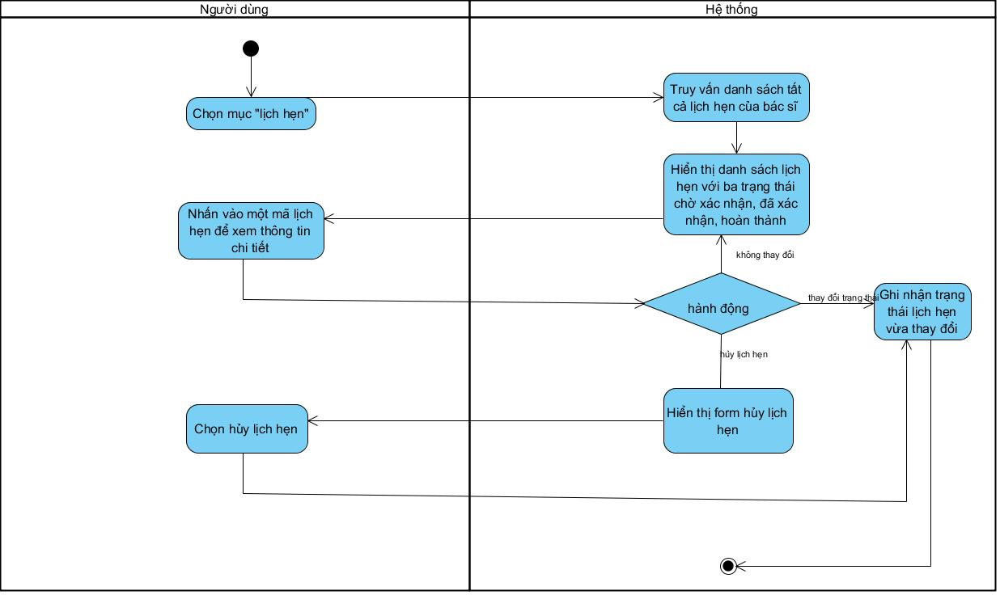 Người dùng
Hệ thống
Chọn mục "lịch hẹn"
Truy vấn danh sách tất
cả lịch hẹn của bác sĩ
Hiển thị danh sách lịch
hẹn với ba trạng thái
chờ xác nhận, đã xác
nhận, hoàn thành
Nhấn vào một mã lịch
hẹn để xem thông tin
chi tiết
không thay đổi
hành động
thay đổi trạng thái
Ghi nhận trạng
thái lịch hẹn
vừa thay đổi
hủy lịch hẹn
Hiển thị form hủy lịch
hẹn
Chọn hủy lịch hẹn